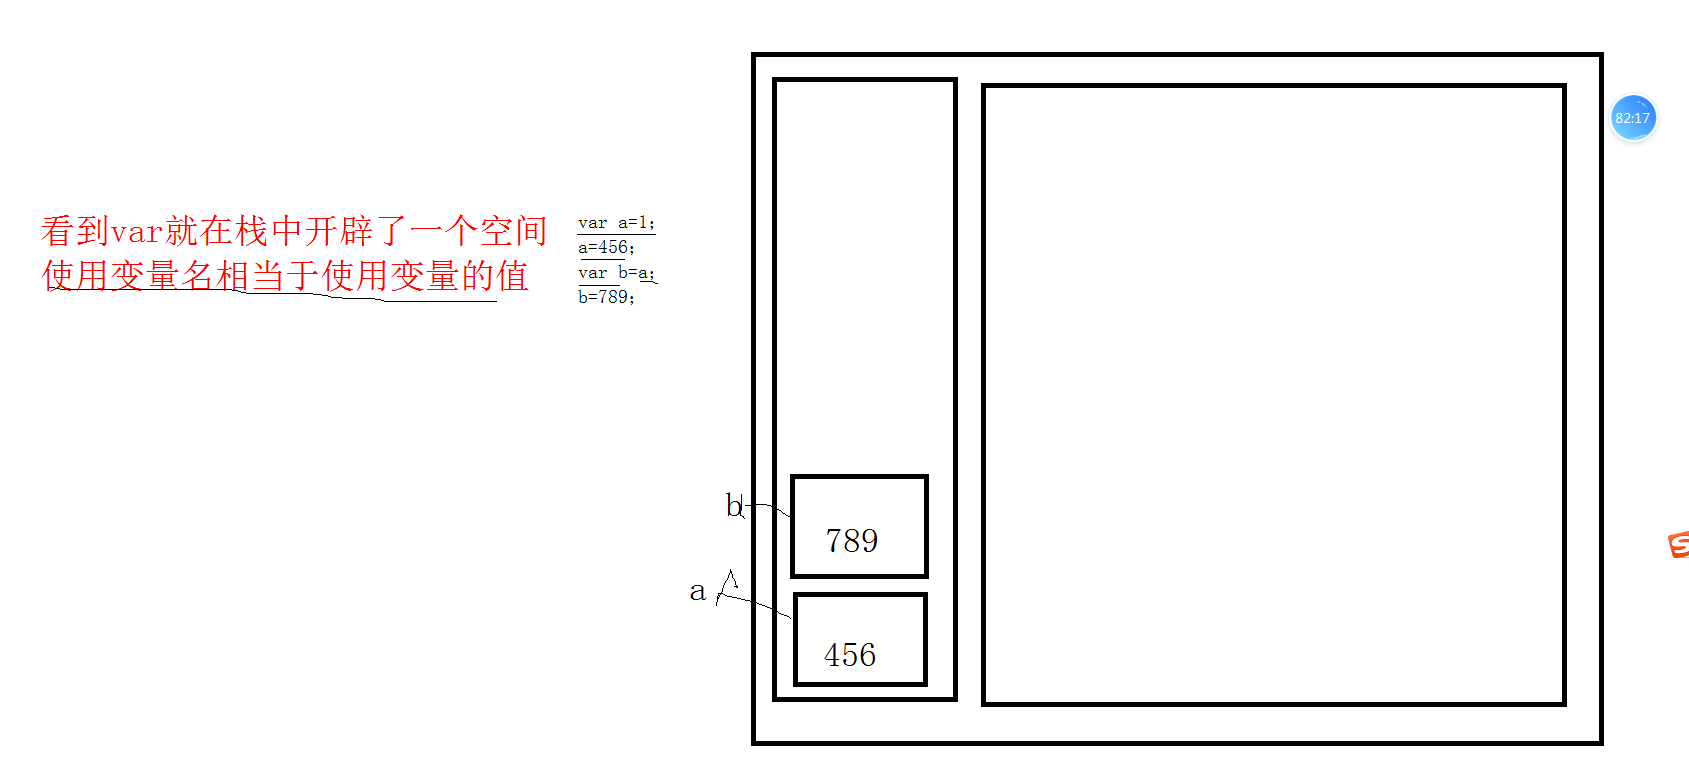 看到var就在栈中开辟了一个空间
使用变量名相当于使用变量的值
var a=1;
a=456;
var b=a;
b=789;
82:17
b
789
a
456